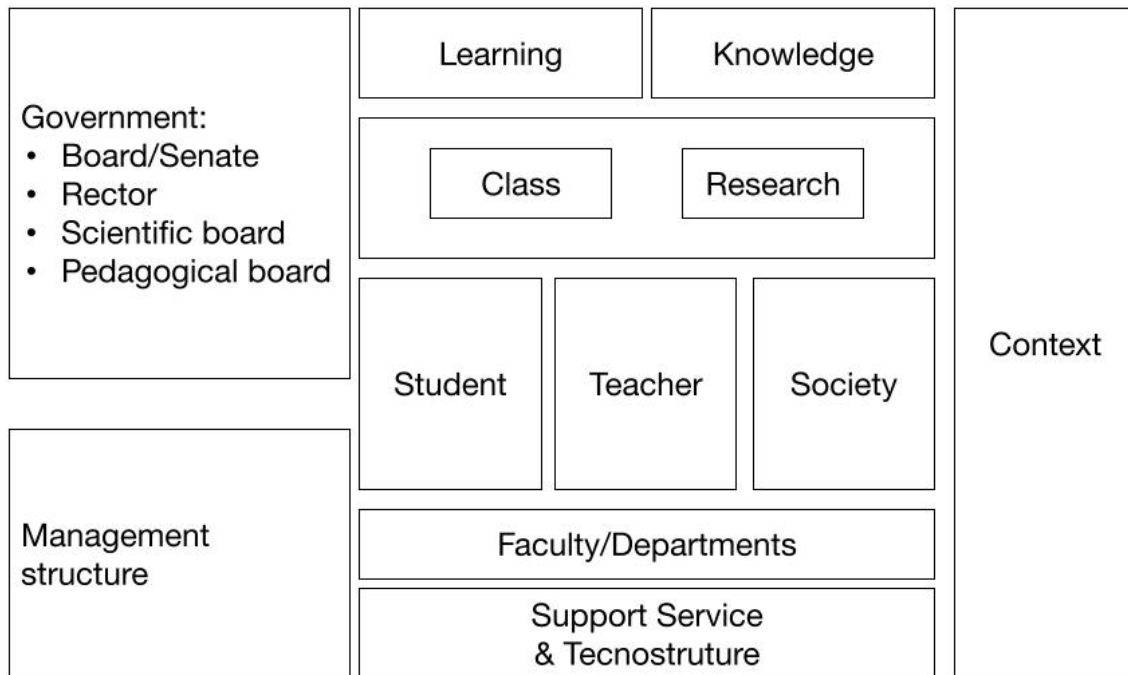 Government:
• Board/Senate
• Rector
• Scientific board
• Pedagogical board
Management
structure
Learning
Knowledge
Class
Research
Student
Teacher
Society
Faculty/Departments
Support Service
& Tecnostruture
Context